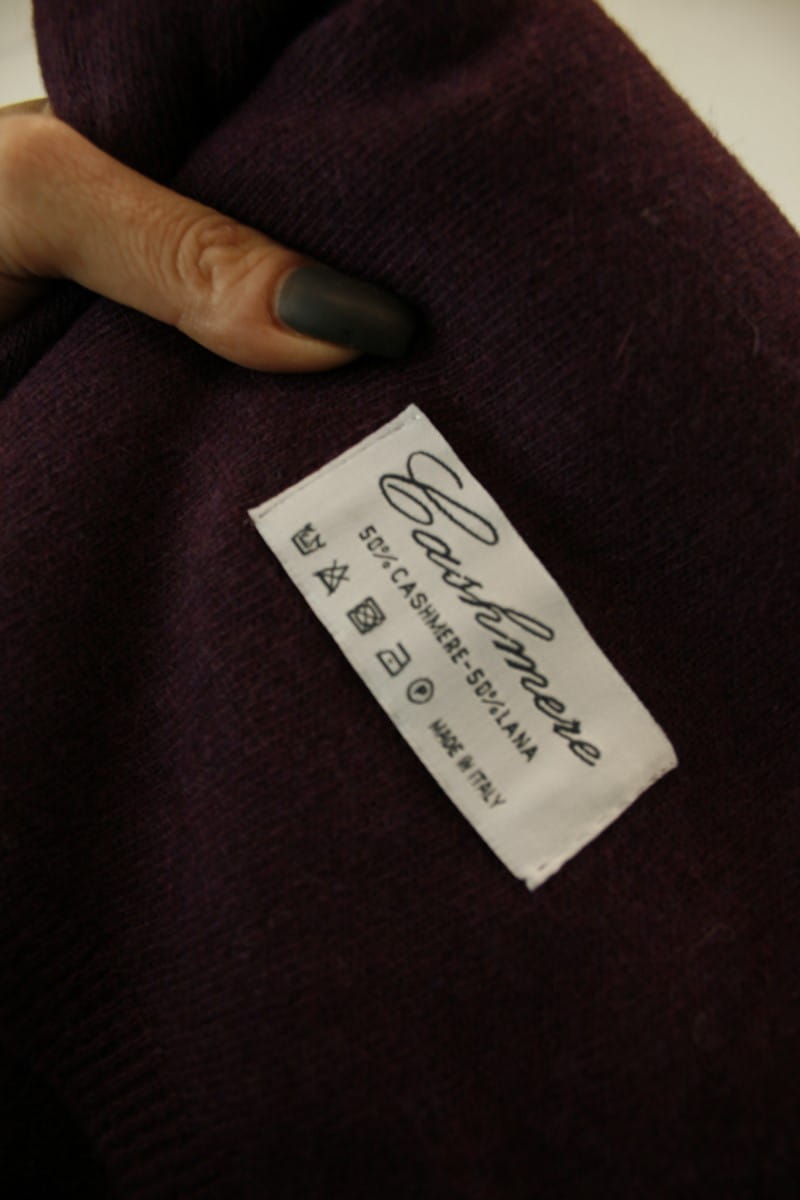 Cashmere
50% CASHMERE-50% LANA
P
MADE IN ITALY